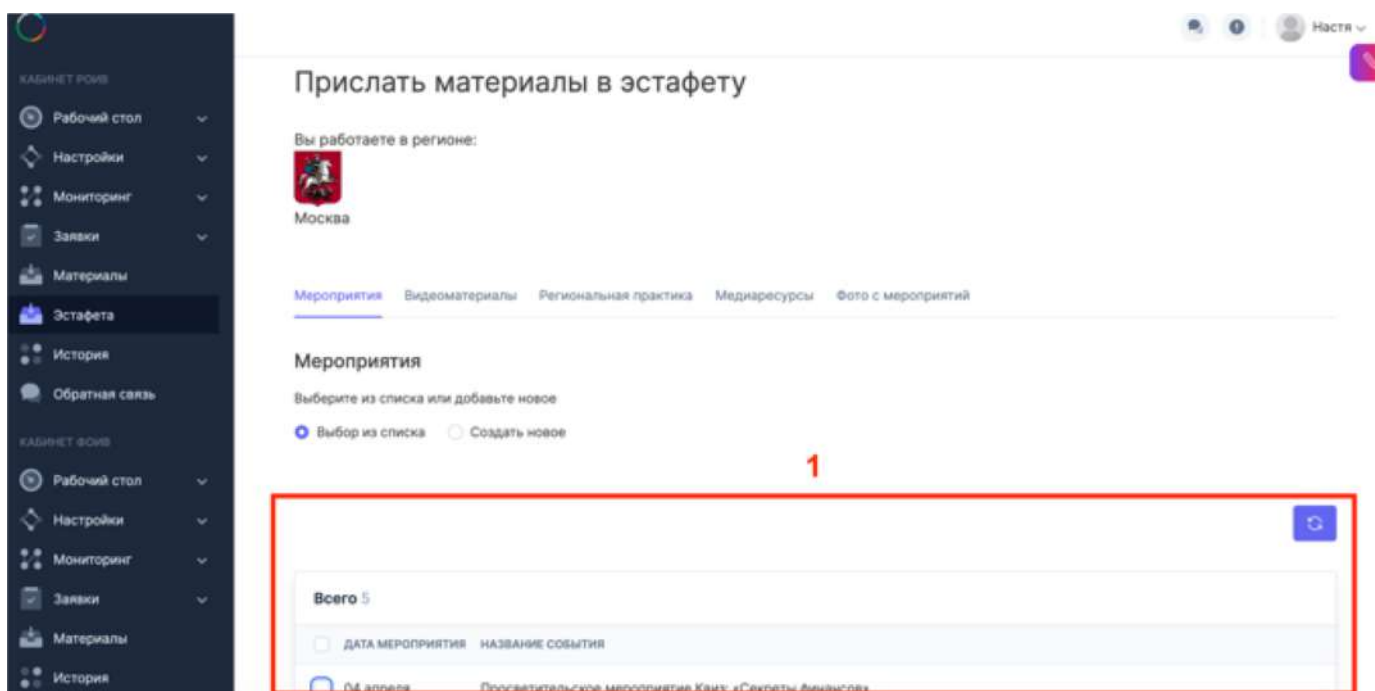 Настя
КАБИНЕТ РОИВ
Рабочий стол
Настройки
Мониторинг
Заявки
Материалы
Эстафета
История
Обратная связь
КАБИНЕТ ФОИВ
Рабочий стол
Настройки
Мониторинг
Заявки
Материалы
История
Прислать материалы в эстафету
Вы работаете в регионе:
Москва
Мероприятия Видеоматериалы Региональная практика Медиаресурсы Фото с мероприятий
Мероприятия
Выберите из списка или добавьте новое
Выбор из списка Создать новое
1
Всего 5
ДАТА МЕРОПРИЯТИЯ НАЗВАНИЕ СОБЫТИЯ
04 апреля Просветительское мероприятие Квиз: «Секреты финансов»